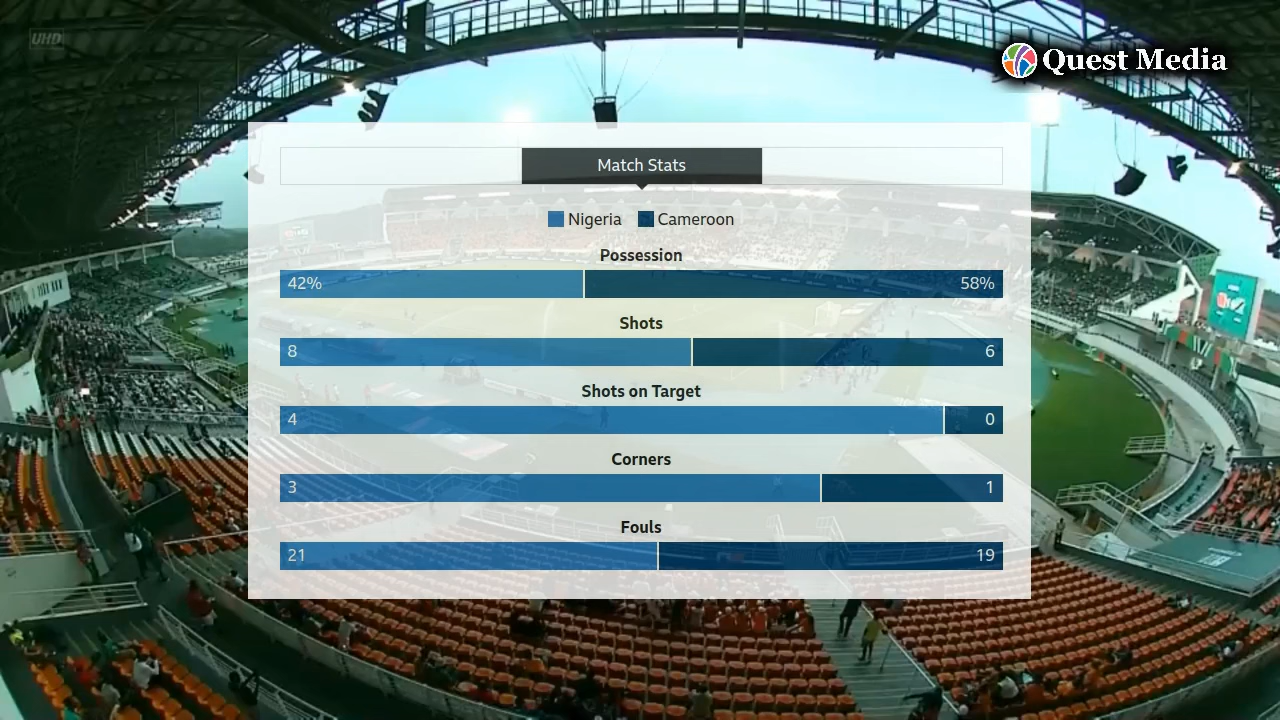 UHD
Quest Media
Match Stats
Nigeria Cameroon
Possession
42% 58%
Shots
8 6
Shots on Target
4 0
Corners
3 1
Fouls
21 19